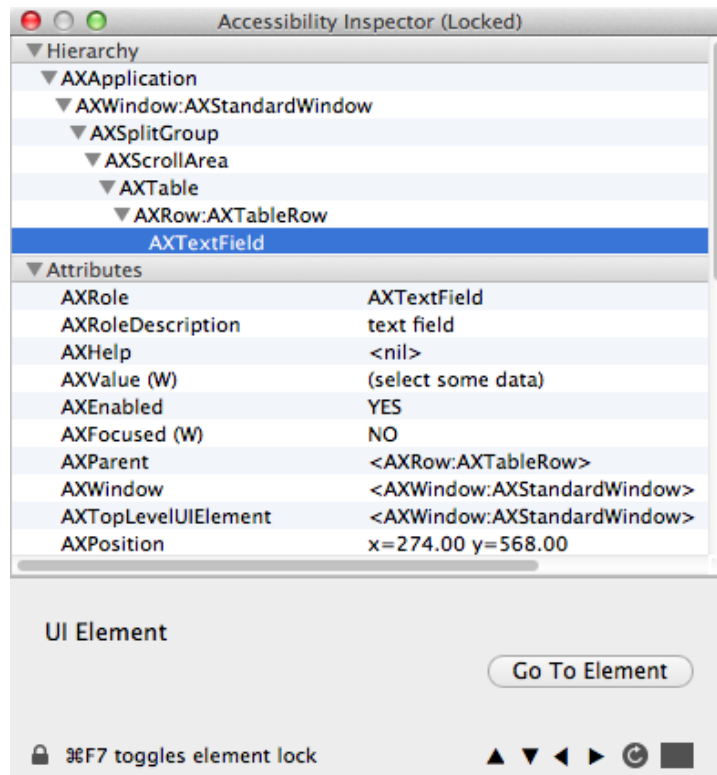 Accessibility Inspector (Locked)
Hierarchy
AXApplication
AXWindow:AXStandardWindow
AXSplitGroup
AXScrollArea
AXTable
AXRow:AXTableRow
AXTextField
Attributes
AXRole AXTextField
AXRoleDescription text field
AXHelp <nil>
AXValue (W) (select some data)
AXEnabled YES
AXFocused (W) NO
AXParent <AXRow:AXTableRow>
AXWindow <AXWindow:AXStandardWindow>
AXTopLevelUIElement <AXWindow:AXStandardWindow>
AXPosition x=274.00 y=568.00
UI Element
Go To Element
⌘F7 toggles element lock